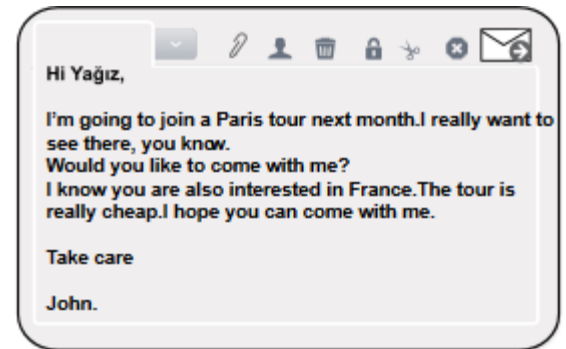 Hi Yağız,
I'm going to join a Paris tour next month.I really want to
see there, you know.
Would you like to come with me?
I know you are also interested in France.The tour is
really cheap.I hope you can come with me.
Take care
John.